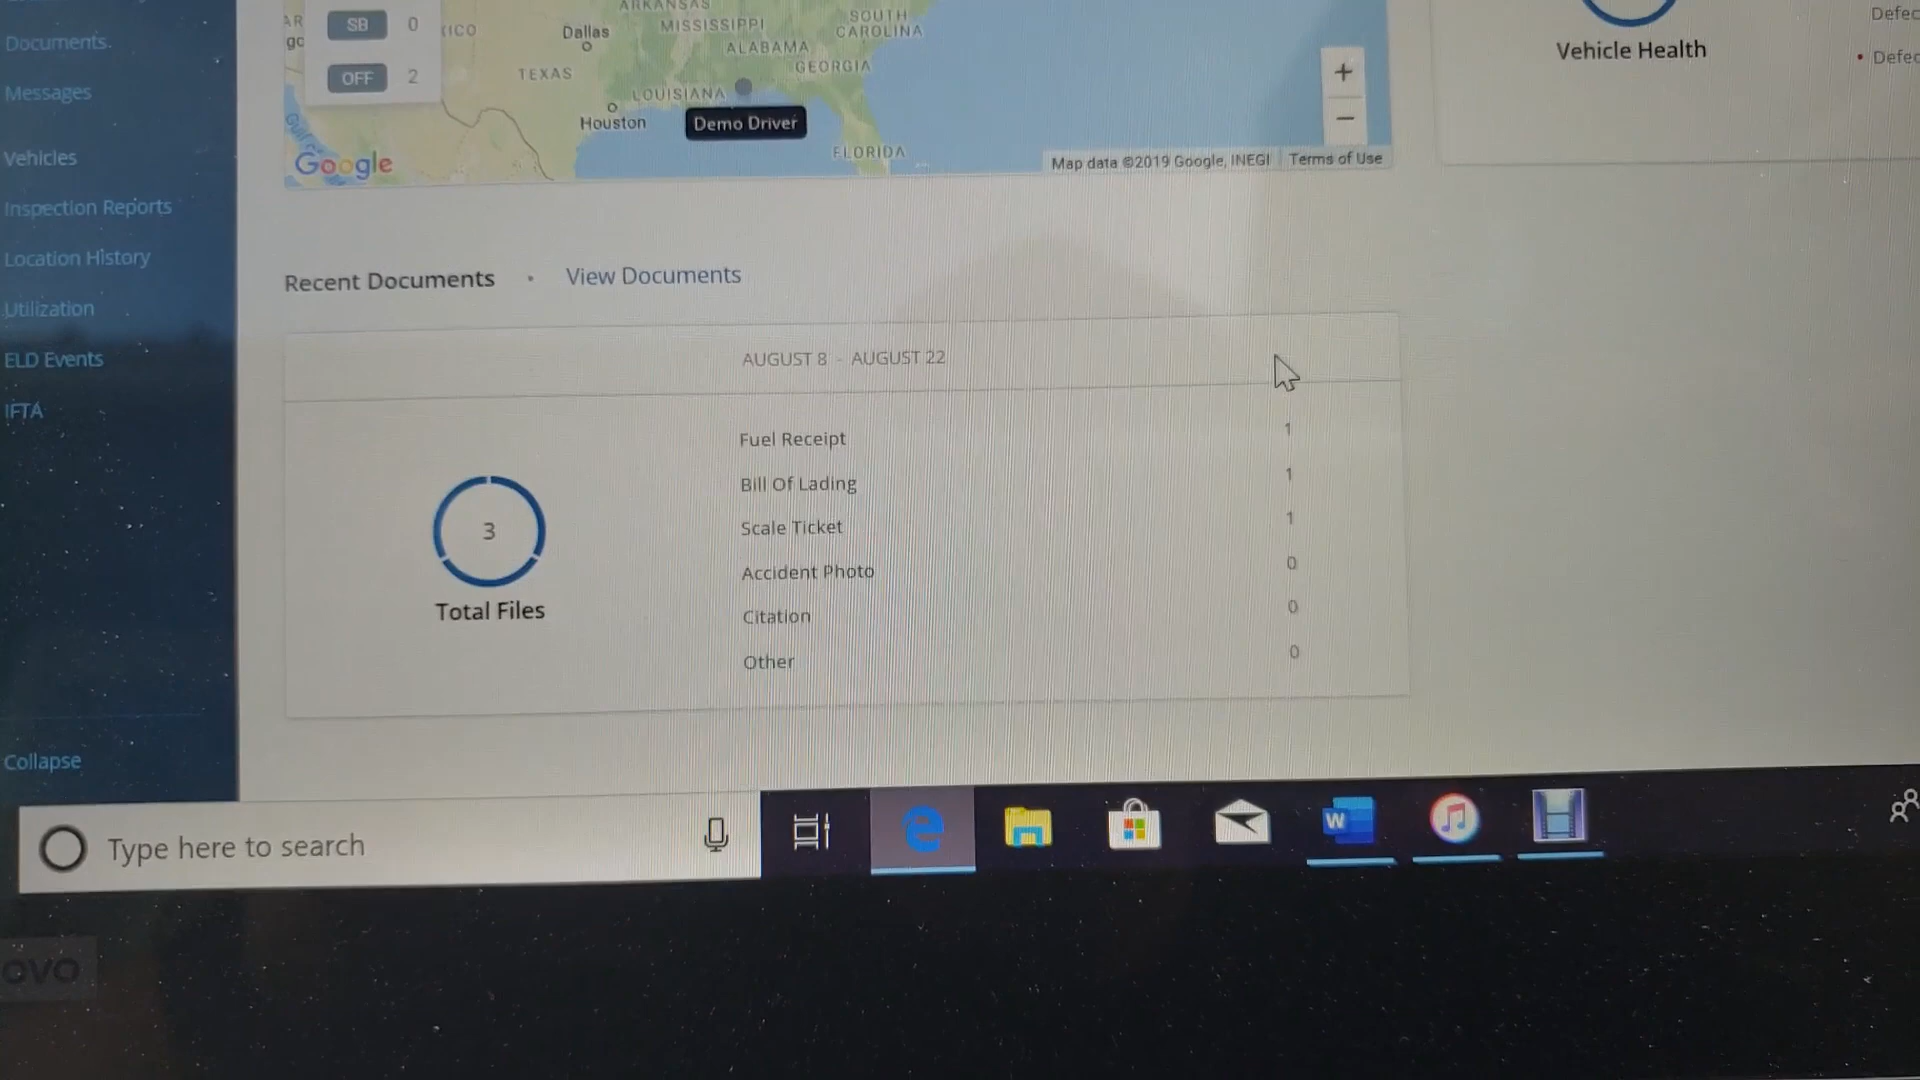 Documents
Messages
Vehicles
Inspection Reports
Location History
Utilization
ELD Events
IFTA
Collapse
SB 0
OFF 2
ARKANSAS
MISSISSIPPI
SOUTH
CAROLINA
Dallas
ALABAMA
TEXAS
GEORGIA
LOUISIANA
Houston
Demo Driver
FLORIDA
Google
+
−
Map data ©2019 Google, INEGI Terms of Use
Vehicle Health
Recent Documents • View Documents
AUGUST 8 - AUGUST 22
3
Total Files
Fuel Receipt 1
Bill Of Lading 1
Scale Ticket 1
Accident Photo 0
Citation 0
Other 0
Type here to search
W